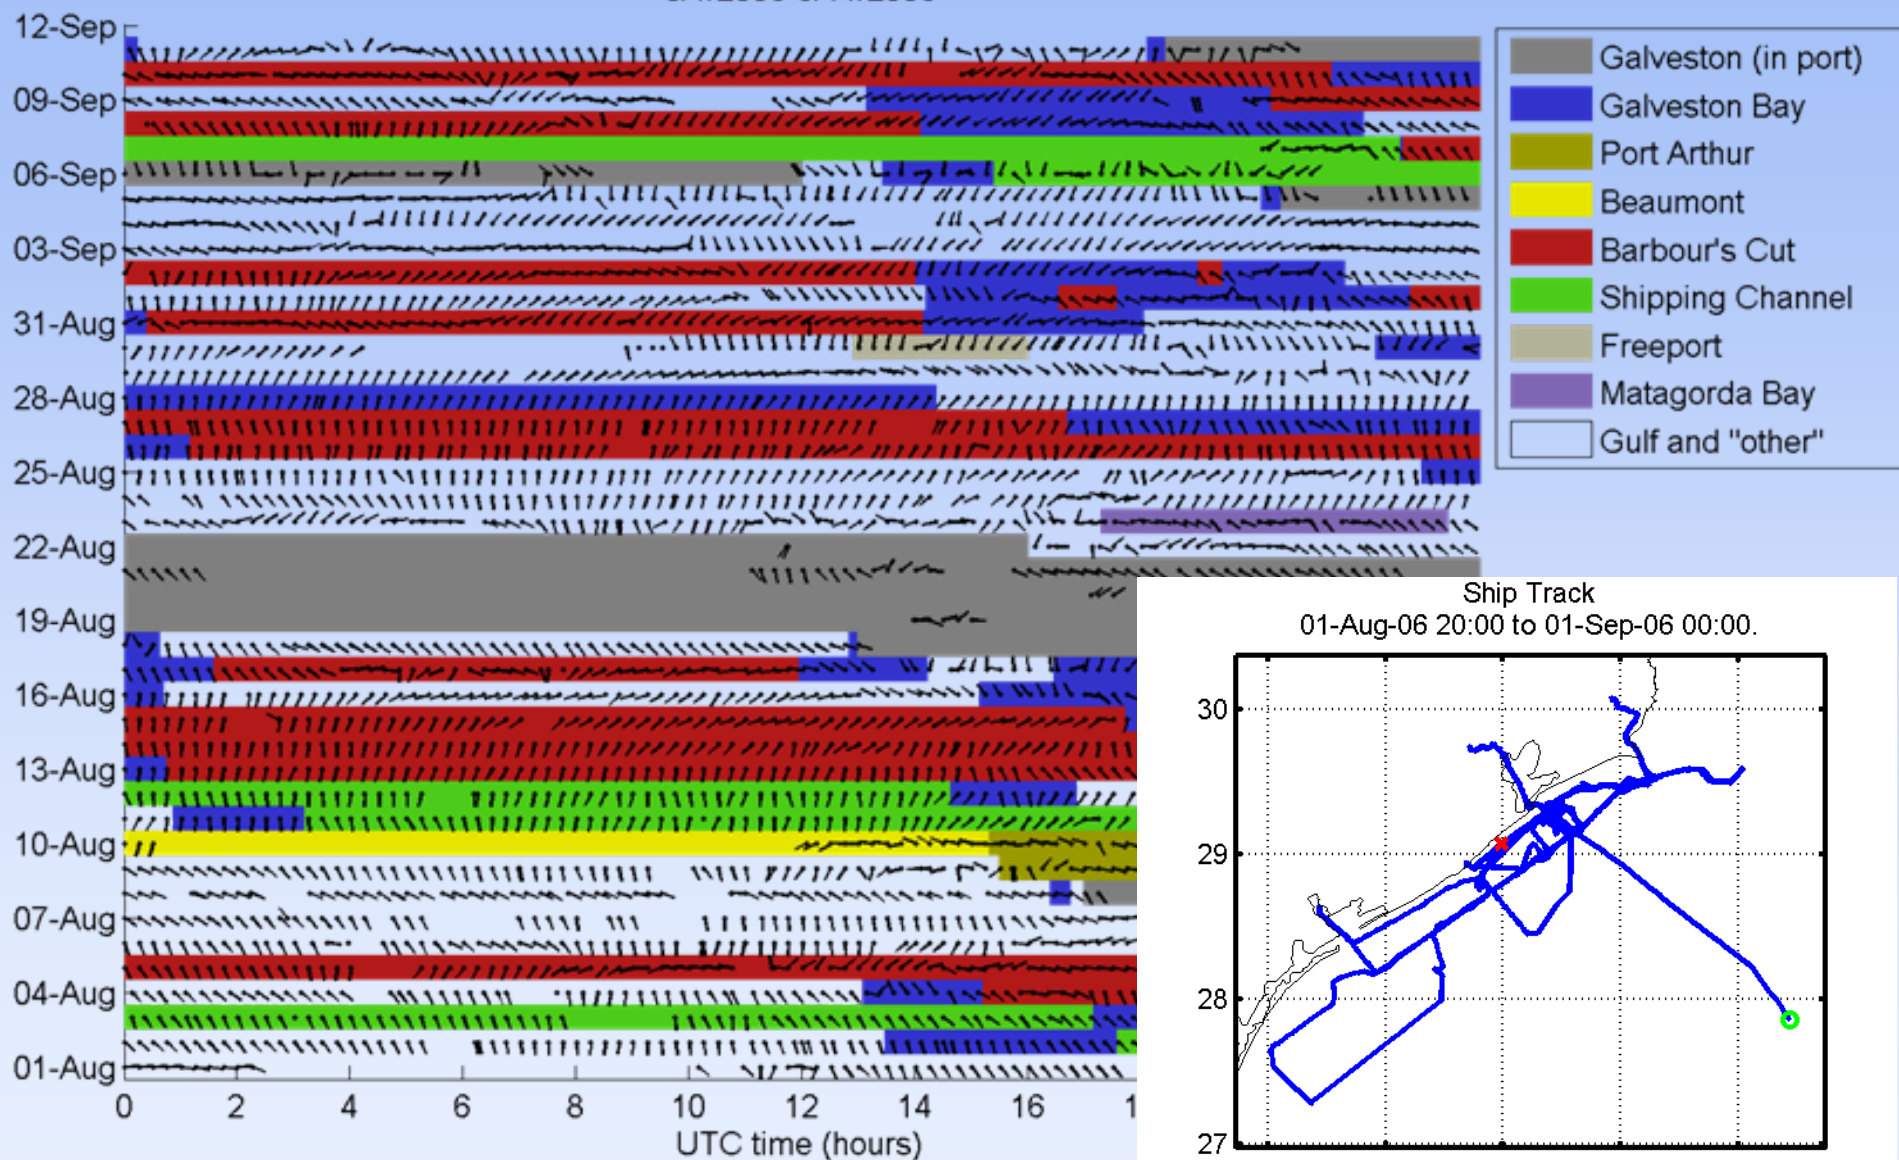 12-Sep
09-Sep
06-Sep
03-Sep
31-Aug
28-Aug
25-Aug
22-Aug
19-Aug
16-Aug
13-Aug
10-Aug
07-Aug
04-Aug
01-Aug
0 2 4 6 8 10 12 14 16 1
UTC time (hours)
Galveston (in port)
Galveston Bay
Port Arthur
Beaumont
Barbour's Cut
Shipping Channel
Freeport
Matagorda Bay
Gulf and "other"
Ship Track
01-Aug-06 20:00 to 01-Sep-06 00:00.
30
29
28
27